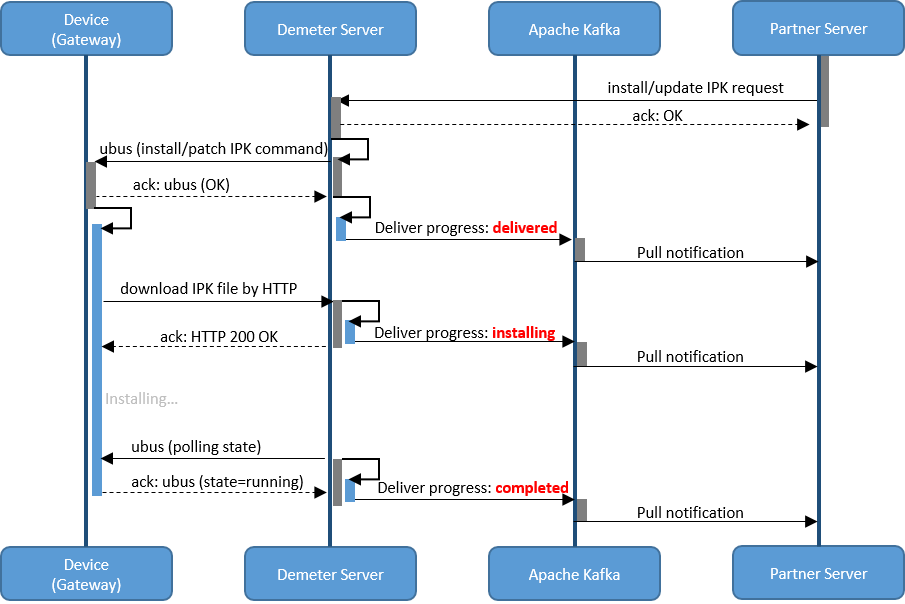 Device
(Gateway)
Demeter Server
Apache Kafka
Partner Server
install/update IPK request
ack: OK
ubus (install/patch IPK command)
ack: ubus (OK)
Deliver progress: delivered
Pull notification
download IPK file by HTTP
Deliver progress: installing
ack: HTTP 200 OK
Pull notification
Installing...
ubus (polling state)
ack: ubus (state=running)
Deliver progress: completed
Pull notification
Device
(Gateway)
Demeter Server
Apache Kafka
Partner Server